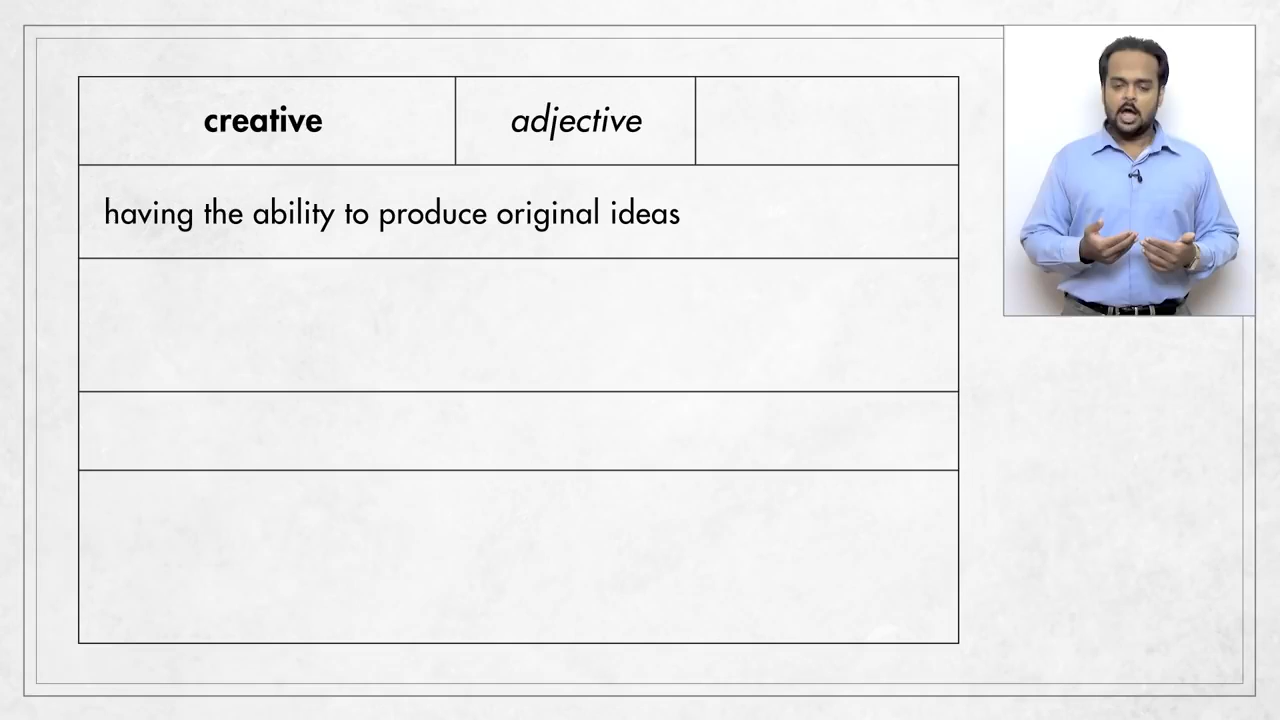 creative
adjective
having the ability to produce original ideas